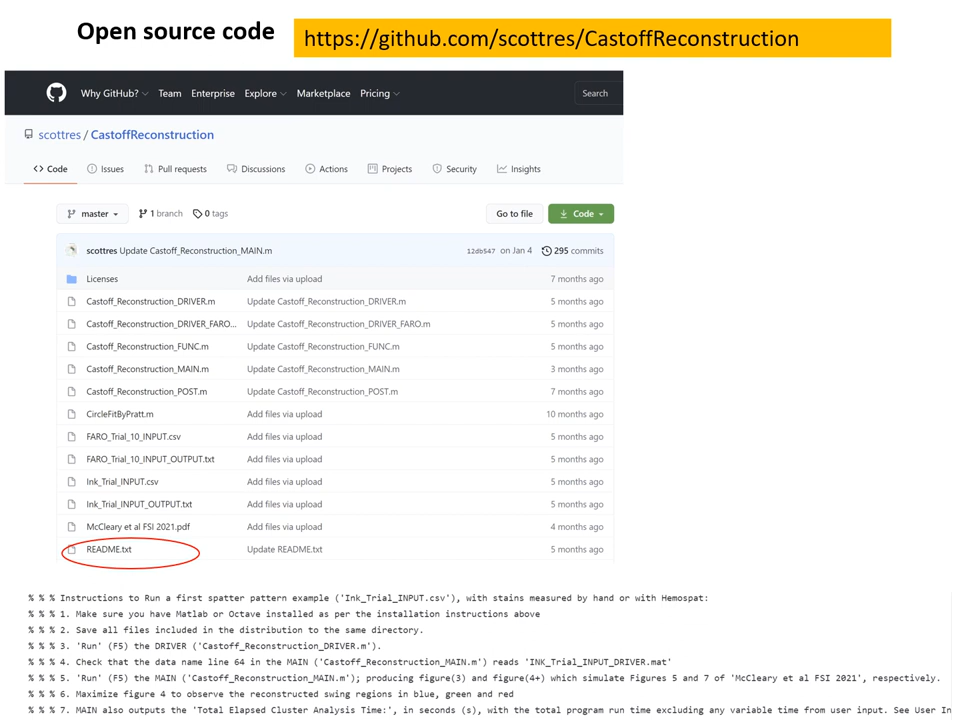 Open source code
https://github.com/scottres/CastoffReconstruction
Why GitHub? Team Enterprise Explore Marketplace Pricing Search
scottres / CastoffReconstruction
<> Code Issues Pull requests Discussions Actions Projects Security Insights
master 1 branch 0 tags Go to file Code
scottres Update Castoff_Reconstruction_MAIN.m 12db547 on Jan 4 295 commits
Licenses Add files via upload 7 months ago
Castoff_Reconstruction_DRIVER.m Update Castoff_Reconstruction_DRIVER.m 5 months ago
Castoff_Reconstruction_DRIVER_FARO... Update Castoff_Reconstruction_DRIVER_FARO.m 5 months ago
Castoff_Reconstruction_FUNC.m Update Castoff_Reconstruction_FUNC.m 5 months ago
Castoff_Reconstruction_MAIN.m Update Castoff_Reconstruction_MAIN.m 3 months ago
Castoff_Reconstruction_POST.m Update Castoff_Reconstruction_POST.m 7 months ago
CircleFitByPratt.m Add files via upload 10 months ago
FARO_Trial_10_INPUT.csv Add files via upload 5 months ago
FARO_Trial_10_INPUT_OUTPUT.txt Add files via upload 5 months ago
Ink_Trial_INPUT.csv Add files via upload 5 months ago
Ink_Trial_INPUT_OUTPUT.txt Add files via upload 5 months ago
McCleary et al FSI 2021.pdf Add files via upload 4 months ago
README.txt Update README.txt 5 months ago
% % % Instructions to Run a first spatter pattern example ('Ink_Trial_INPUT.csv'), with stains measured by hand or with Hemospat:
% % % 1. Make sure you have Matlab or Octave installed as per the installation instructions above
% % % 2. Save all files included in the distribution to the same directory.
% % % 3. 'Run' (F5) the DRIVER ('Castoff_Reconstruction_DRIVER.m').
% % % 4. Check that the data name line 64 in the MAIN ('Castoff_Reconstruction_MAIN.m') reads 'INK_Trial_INPUT_DRIVER.mat'
% % % 5. 'Run' (F5) the MAIN ('Castoff_Reconstruction_MAIN.m'); producing figure(3) and figure(4+) which simulate Figures 5 and 7 of 'McCleary et al FSI 2021', respectively.
% % % 6. Maximize figure 4 to observe the reconstructed swing regions in blue, green and red
% % % 7. MAIN also outputs the 'Total Elapsed Cluster Analysis Time:', in seconds (s), with the total program run time excluding any variable time from user input. See User In